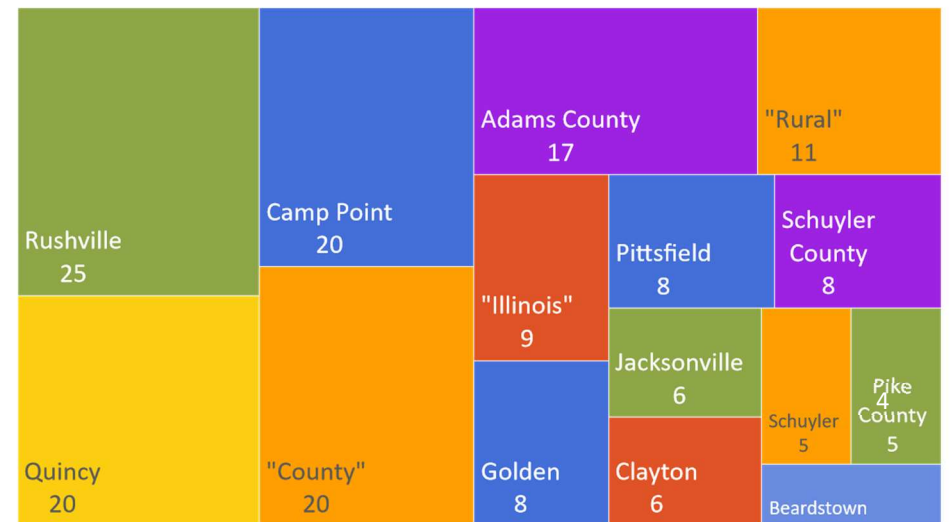 Rushville
25
Quincy
20
Camp Point
20
"County"
20
Adams County
17
"Rural"
11
"Illinois"
9
Golden
8
Pittsfield
8
Schuyler
County
8
Jacksonville
6
Clayton
6
Schuyler
5
Pike
4
County
5
Beardstown